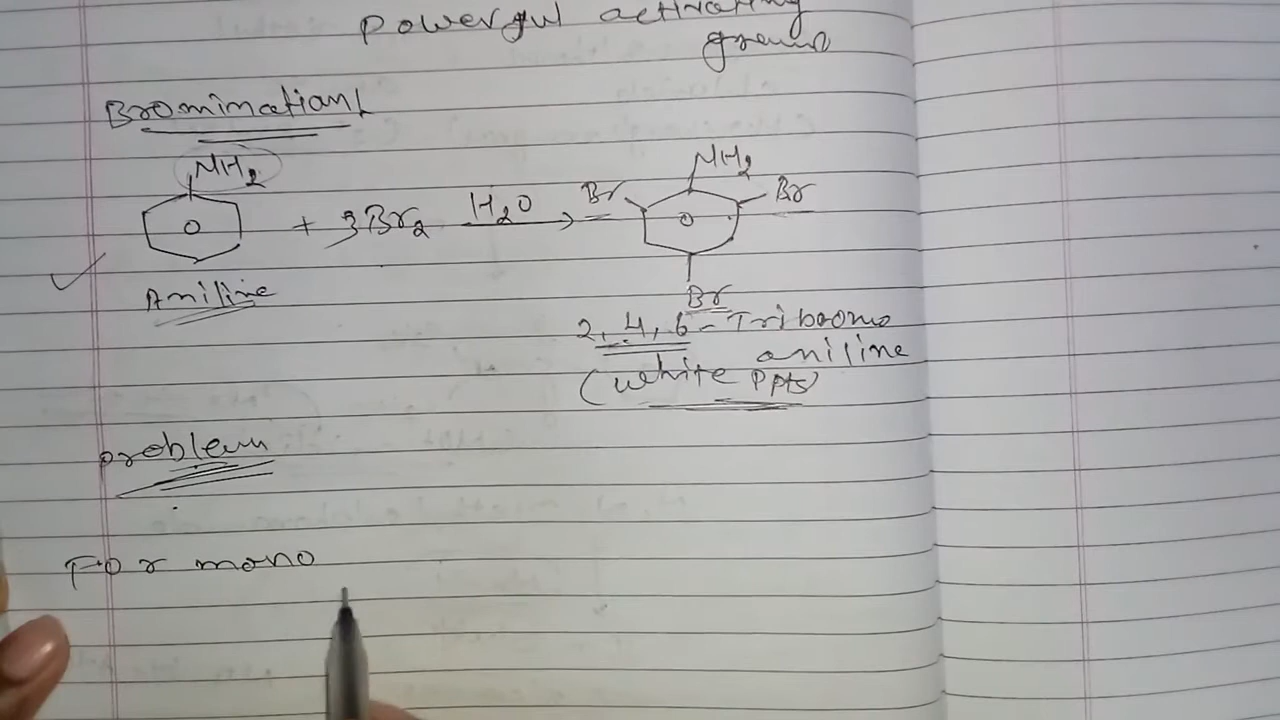 Powerful activating
group
Bromination
NH2
+ 3Br2 H2O
Aniline
NH2
Br Br
Br
2, 4, 6 - Tribromo
aniline
(white ppts)
problem
For mono